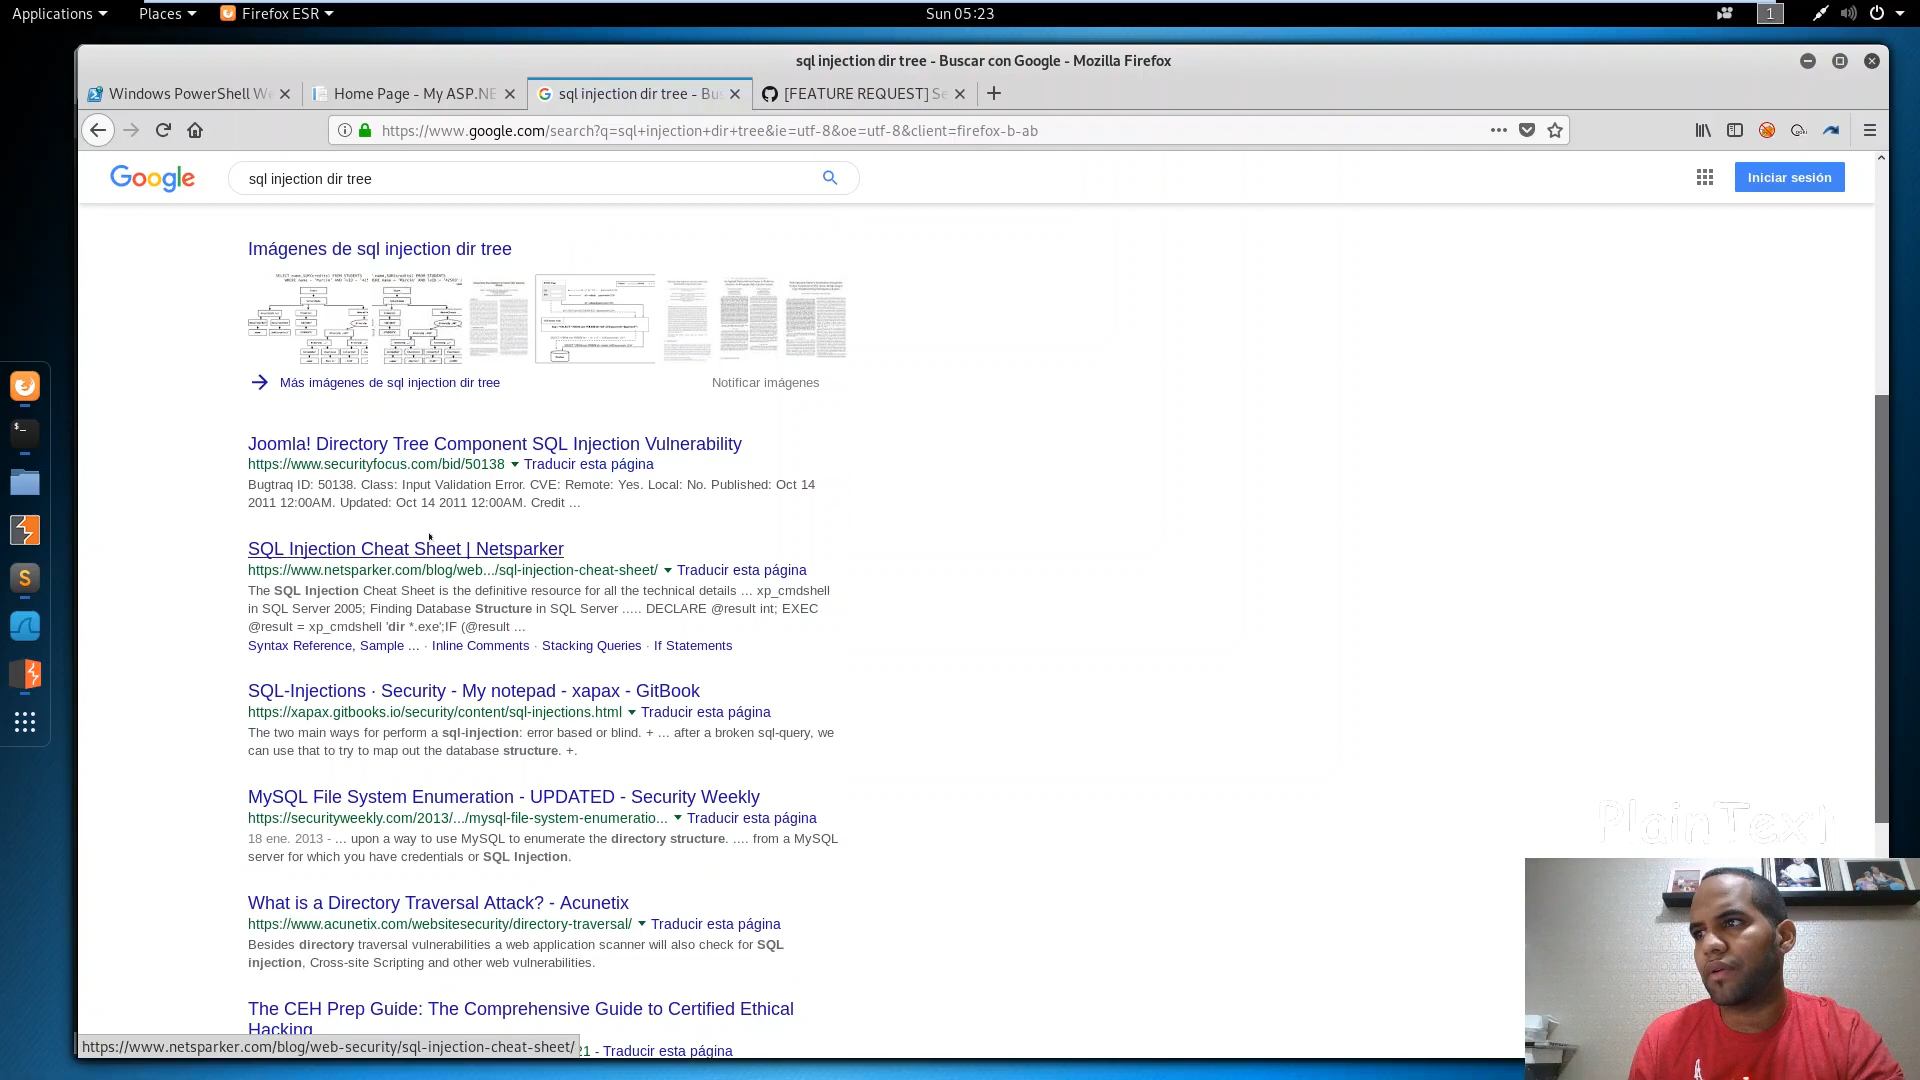 Applications
Places
Firefox ESR
Sun 05:23
1
sql injection dir tree - Buscar con Google - Mozilla Firefox
Windows PowerShell We
Home Page - My ASP.NE
sql injection dir tree - Bus
[FEATURE REQUEST] Se
https://www.google.com/search?q=sql+injection+dir+tree&ie=utf-8&oe=utf-8&client=firefox-b-ab
Google
sql injection dir tree
Iniciar sesión
Imágenes de sql injection dir tree
Más imágenes de sql injection dir tree
Notificar imágenes
Joomla! Directory Tree Component SQL Injection Vulnerability
https://www.securityfocus.com/bid/50138 Traducir esta página
Bugtraq ID: 50138. Class: Input Validation Error. CVE: Remote: Yes. Local: No. Published: Oct 14
2011 12:00AM. Updated: Oct 14 2011 12:00AM. Credit ...
SQL Injection Cheat Sheet | Netsparker
https://www.netsparker.com/blog/web.../sql-injection-cheat-sheet/ Traducir esta página
The SQL Injection Cheat Sheet is the definitive resource for all the technical details ... xp_cmdshell
in SQL Server 2005; Finding Database Structure in SQL Server ..... DECLARE @result int; EXEC
@result = xp_cmdshell 'dir *.exe';IF (@result ...
Syntax Reference, Sample ... · Inline Comments · Stacking Queries · If Statements
SQL-Injections · Security - My notepad - xapax - GitBook
https://xapax.gitbooks.io/security/content/sql-injections.html Traducir esta página
The two main ways for perform a sql-injection: error based or blind. + ... after a broken sql-query, we
can use that to try to map out the database structure. +.
MySQL File System Enumeration - UPDATED - Security Weekly
https://securityweekly.com/2013/.../mysql-file-system-enumeratio... Traducir esta página
18 ene. 2013 - ... upon a way to use MySQL to enumerate the directory structure. .... from a MySQL
server for which you have credentials or SQL Injection.
What is a Directory Traversal Attack? - Acunetix
https://www.acunetix.com/websitesecurity/directory-traversal/ Traducir esta página
Besides directory traversal vulnerabilities a web application scanner will also check for SQL
injection, Cross-site Scripting and other web vulnerabilities.
The CEH Prep Guide: The Comprehensive Guide to Certified Ethical
Hacking
21 - Traducir esta página
https://www.netsparker.com/blog/web-security/sql-injection-cheat-sheet/
PlainText